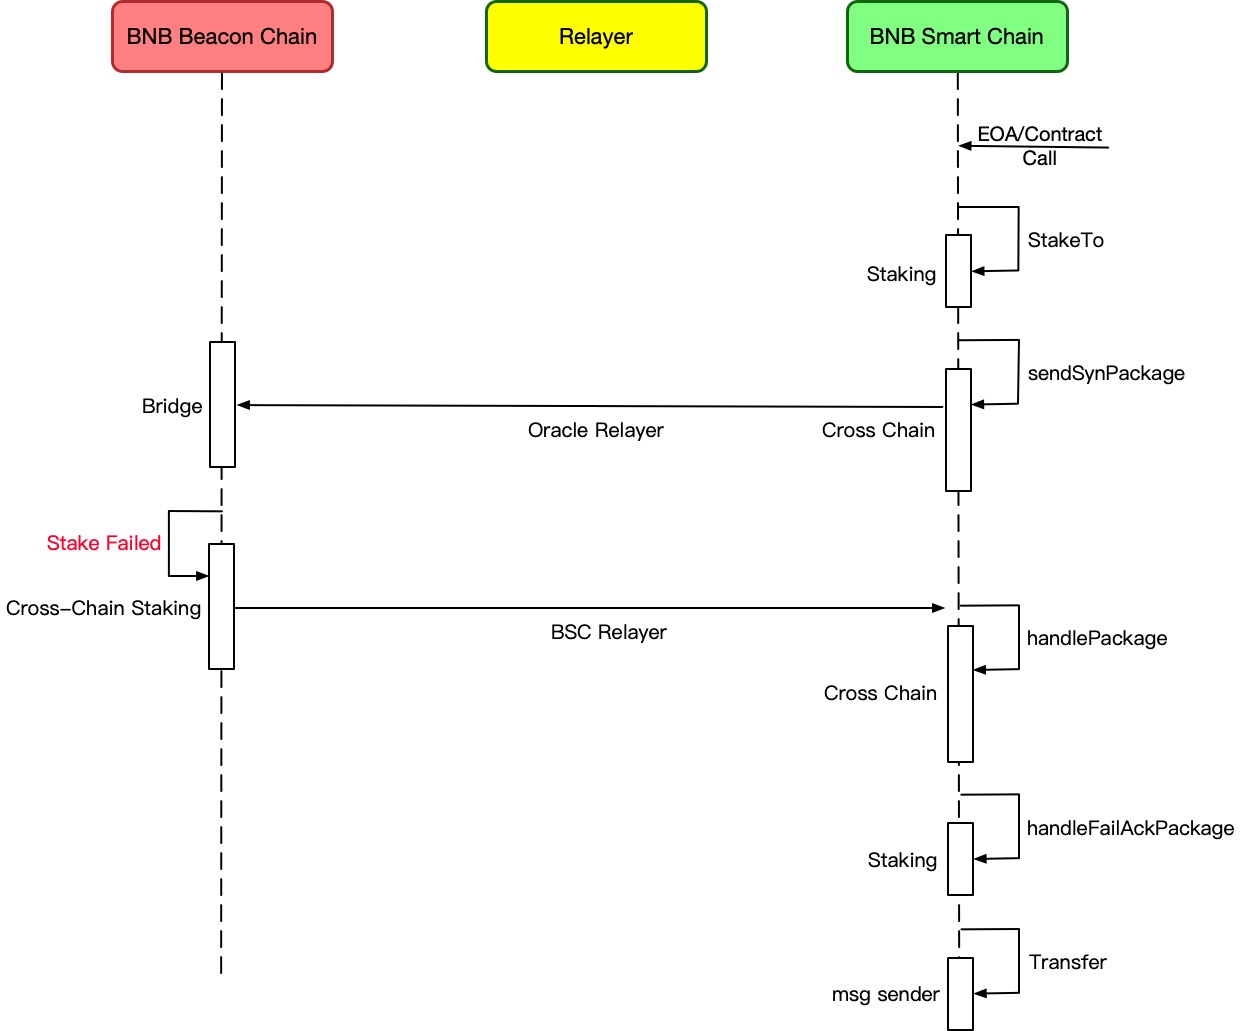 BNB Beacon Chain
Relayer
BNB Smart Chain
EOA/Contract
Call
StakeTo
Staking
sendSynPackage
Bridge
Oracle Relayer
Cross Chain
Stake Failed
Cross-Chain Staking
BSC Relayer
handlePackage
Cross Chain
handleFailAckPackage
Staking
Transfer
msg sender